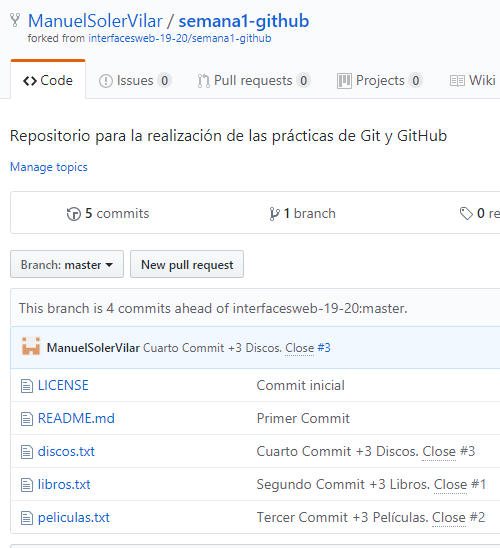 ManuelSolerVilar / semana1-github
forked from interfacesweb-19-20/semana1-github
Code Issues 0 Pull requests 0 Projects 0 Wiki
Repositorio para la realización de las prácticas de Git y GitHub
Manage topics
5 commits 1 branch 0 re
Branch: master New pull request
This branch is 4 commits ahead of interfacesweb-19-20:master.
ManuelSolerVilar Cuarto Commit +3 Discos. Close #3
LICENSE Commit inicial
README.md Primer Commit
discos.txt Cuarto Commit +3 Discos. Close #3
libros.txt Segundo Commit +3 Libros. Close #1
peliculas.txt Tercer Commit +3 Películas. Close #2